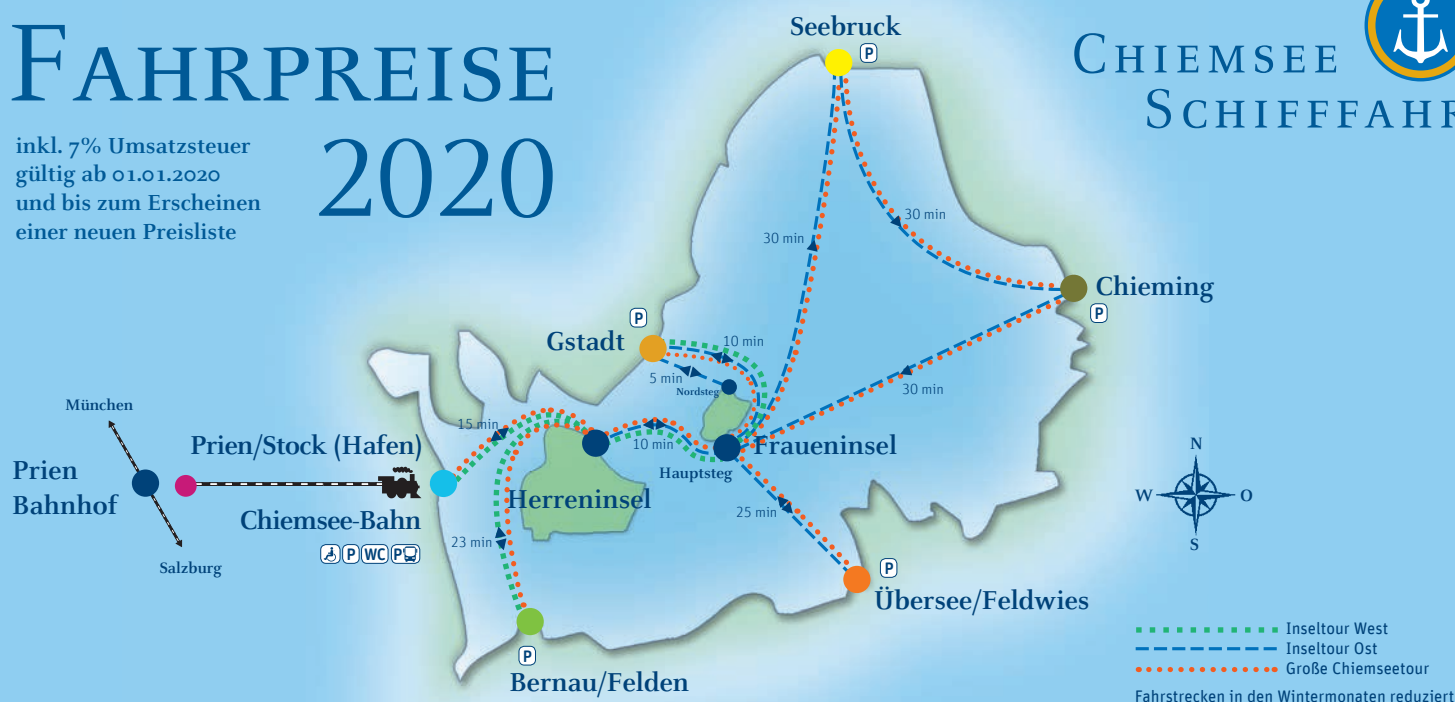 FAHRPREISE
2020
inkl. 7% Umsatzsteuer
gültig ab 01.01.2020
und bis zum Erscheinen
einer neuen Preisliste
CHIEMSEE
SCHIFFFAHR
Seebruck
P
30 min
30 min
Chieming
P
30 min
P
Gstadt
10 min
5 min
Nordsteg
München
Prien
Bahnhof
Salzburg
Prien/Stock (Hafen)
Chiemsee-Bahn
P WC P
15 min
10 min
Hauptsteg
Fraueninsel
Herreninsel
23 min
25 min
P
Übersee/Feldwies
P
Bernau/Felden
N
W O
S
Inseltour West
Inseltour Ost
Große Chiemseetour
Fahrstrecken in den Wintermonaten reduziert